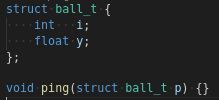 struct ball_t {
    int i;
    float y;
};

void ping(struct ball_t p) {}